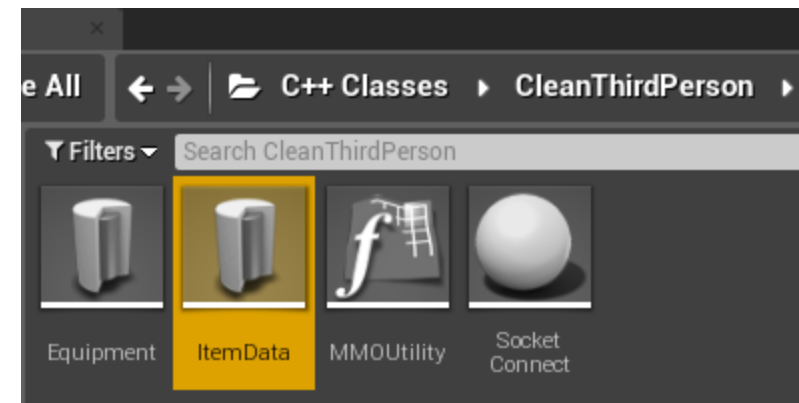 e All
C++ Classes
CleanThirdPerson
Filters
Search CleanThirdPerson
Equipment
ItemData
MMOUtility
Socket
Connect